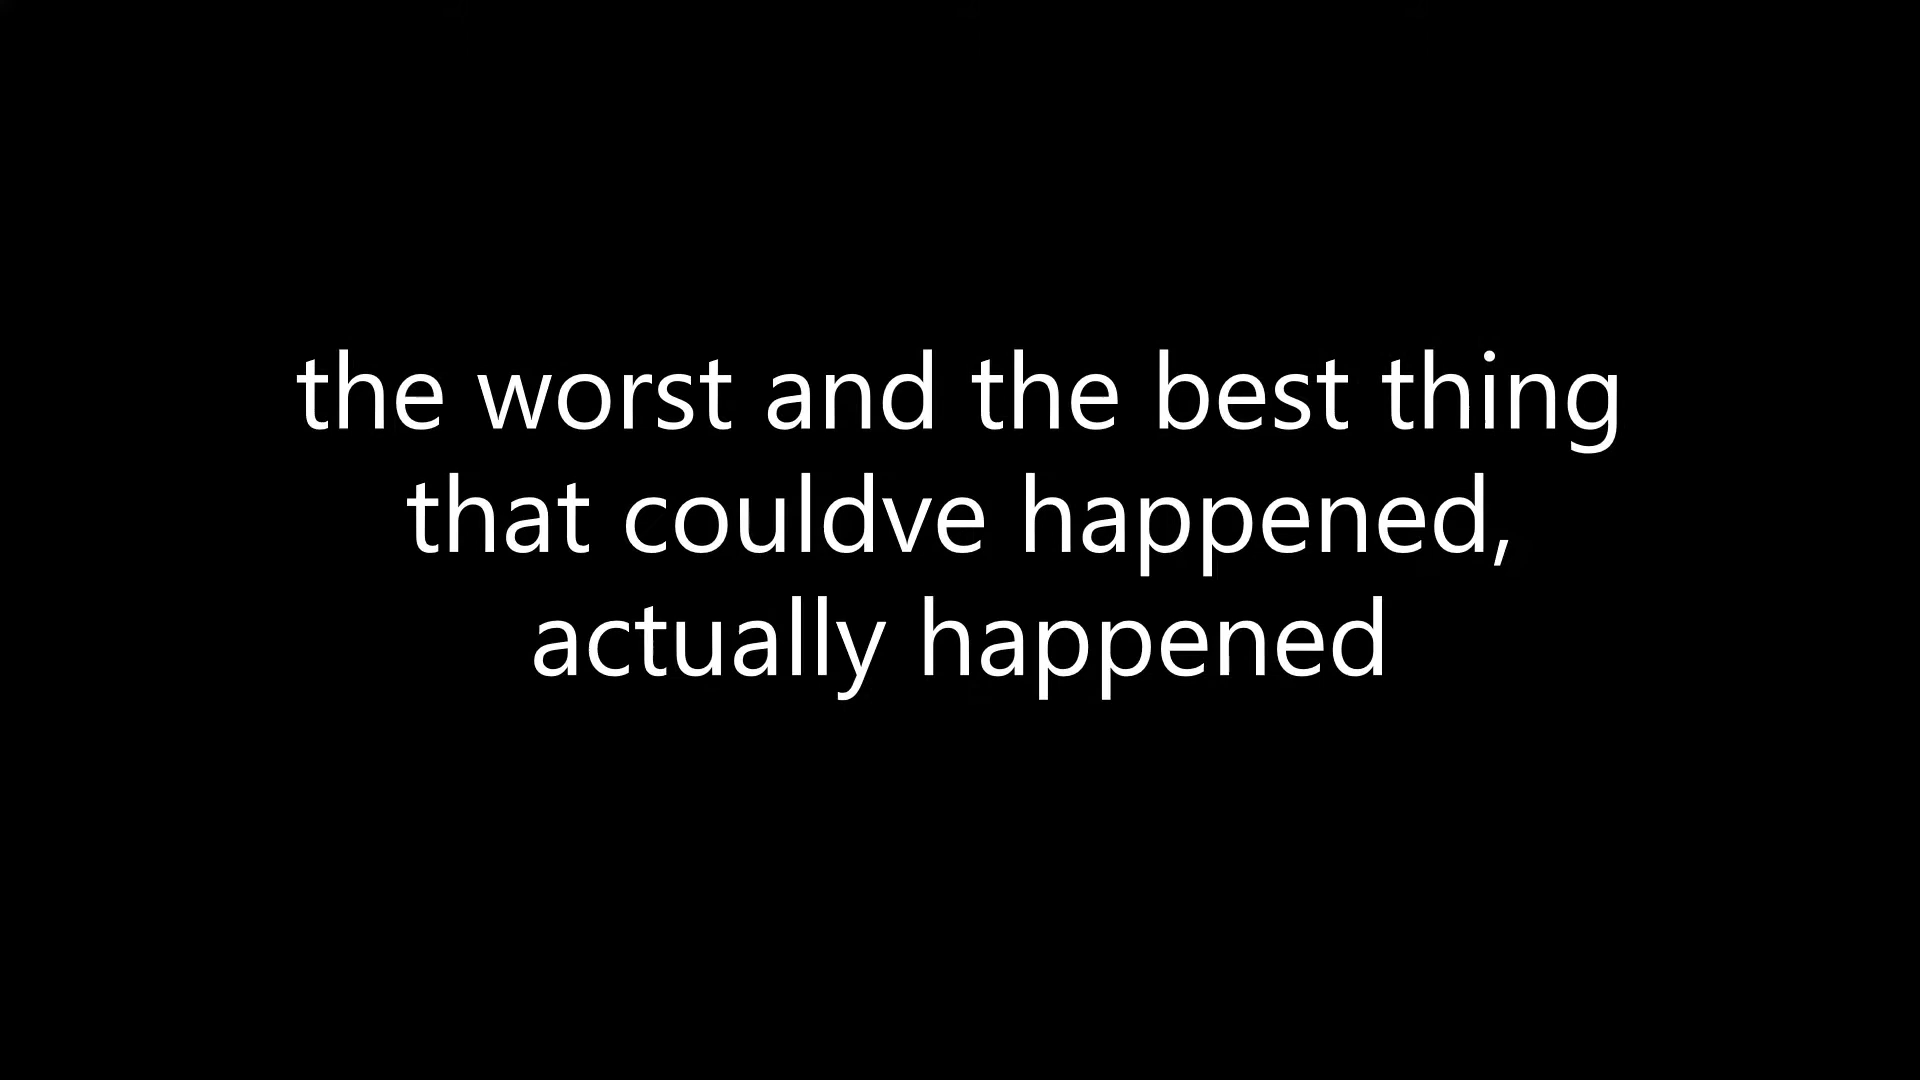 the worst and the best thing
that couldve happened,
actually happened